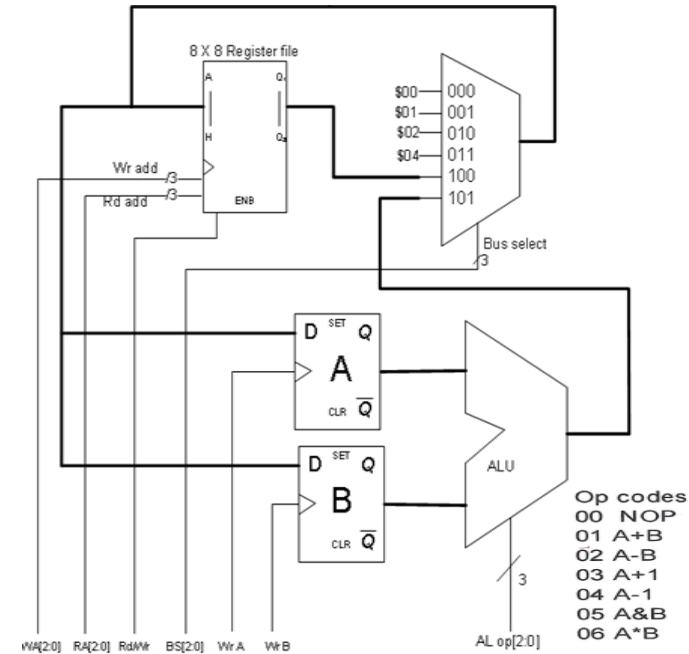 8 X 8 Register file
A Q₁
H Q₈
Wr add /3
Rd add /3
ENB
$00 000
$01 001
$02 010
$04 011
100
101
Bus select
3
D SET Q
A
CLR Q
D SET Q
B
CLR Q
ALU
3
Op codes
00 NOP
01 A+B
02 A-B
03 A+1
04 A-1
05 A&B
06 A*B
WA[2:0] RA[2:0] Rd/Wr BS[2:0] Wr A Wr B AL op[2:0]